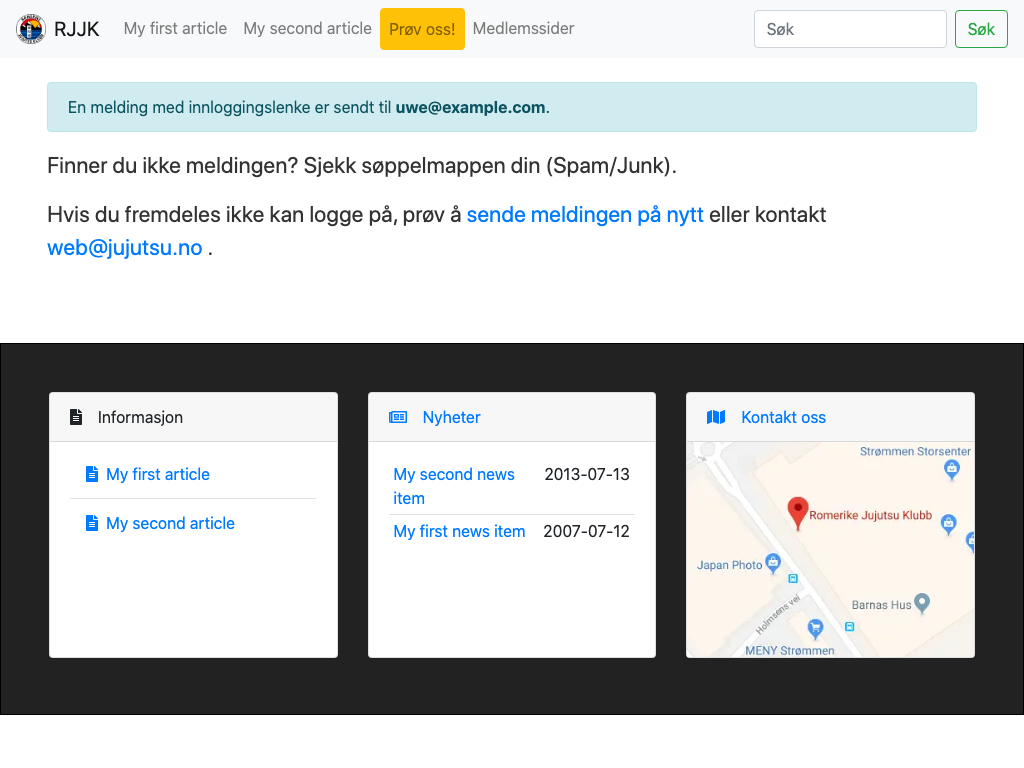 RJJK My first article My second article Prøv oss! Medlemssider Søk Søk
En melding med innloggingslenke er sendt til uwe@example.com.
Finner du ikke meldingen? Sjekk søppelmappen din (Spam/Junk).
Hvis du fremdeles ikke kan logge på, prøv å sende meldingen på nytt eller kontakt
web@jujutsu.no .
Informasjon
My first article
My second article
Nyheter
My second news item 2013-07-13
My first news item 2007-07-12
Kontakt oss
Strømmen Storsenter
Romerike Jujutsu Klubb
Japan Photo
Barnas Hus
Holmsens vei
MENY Strømmen